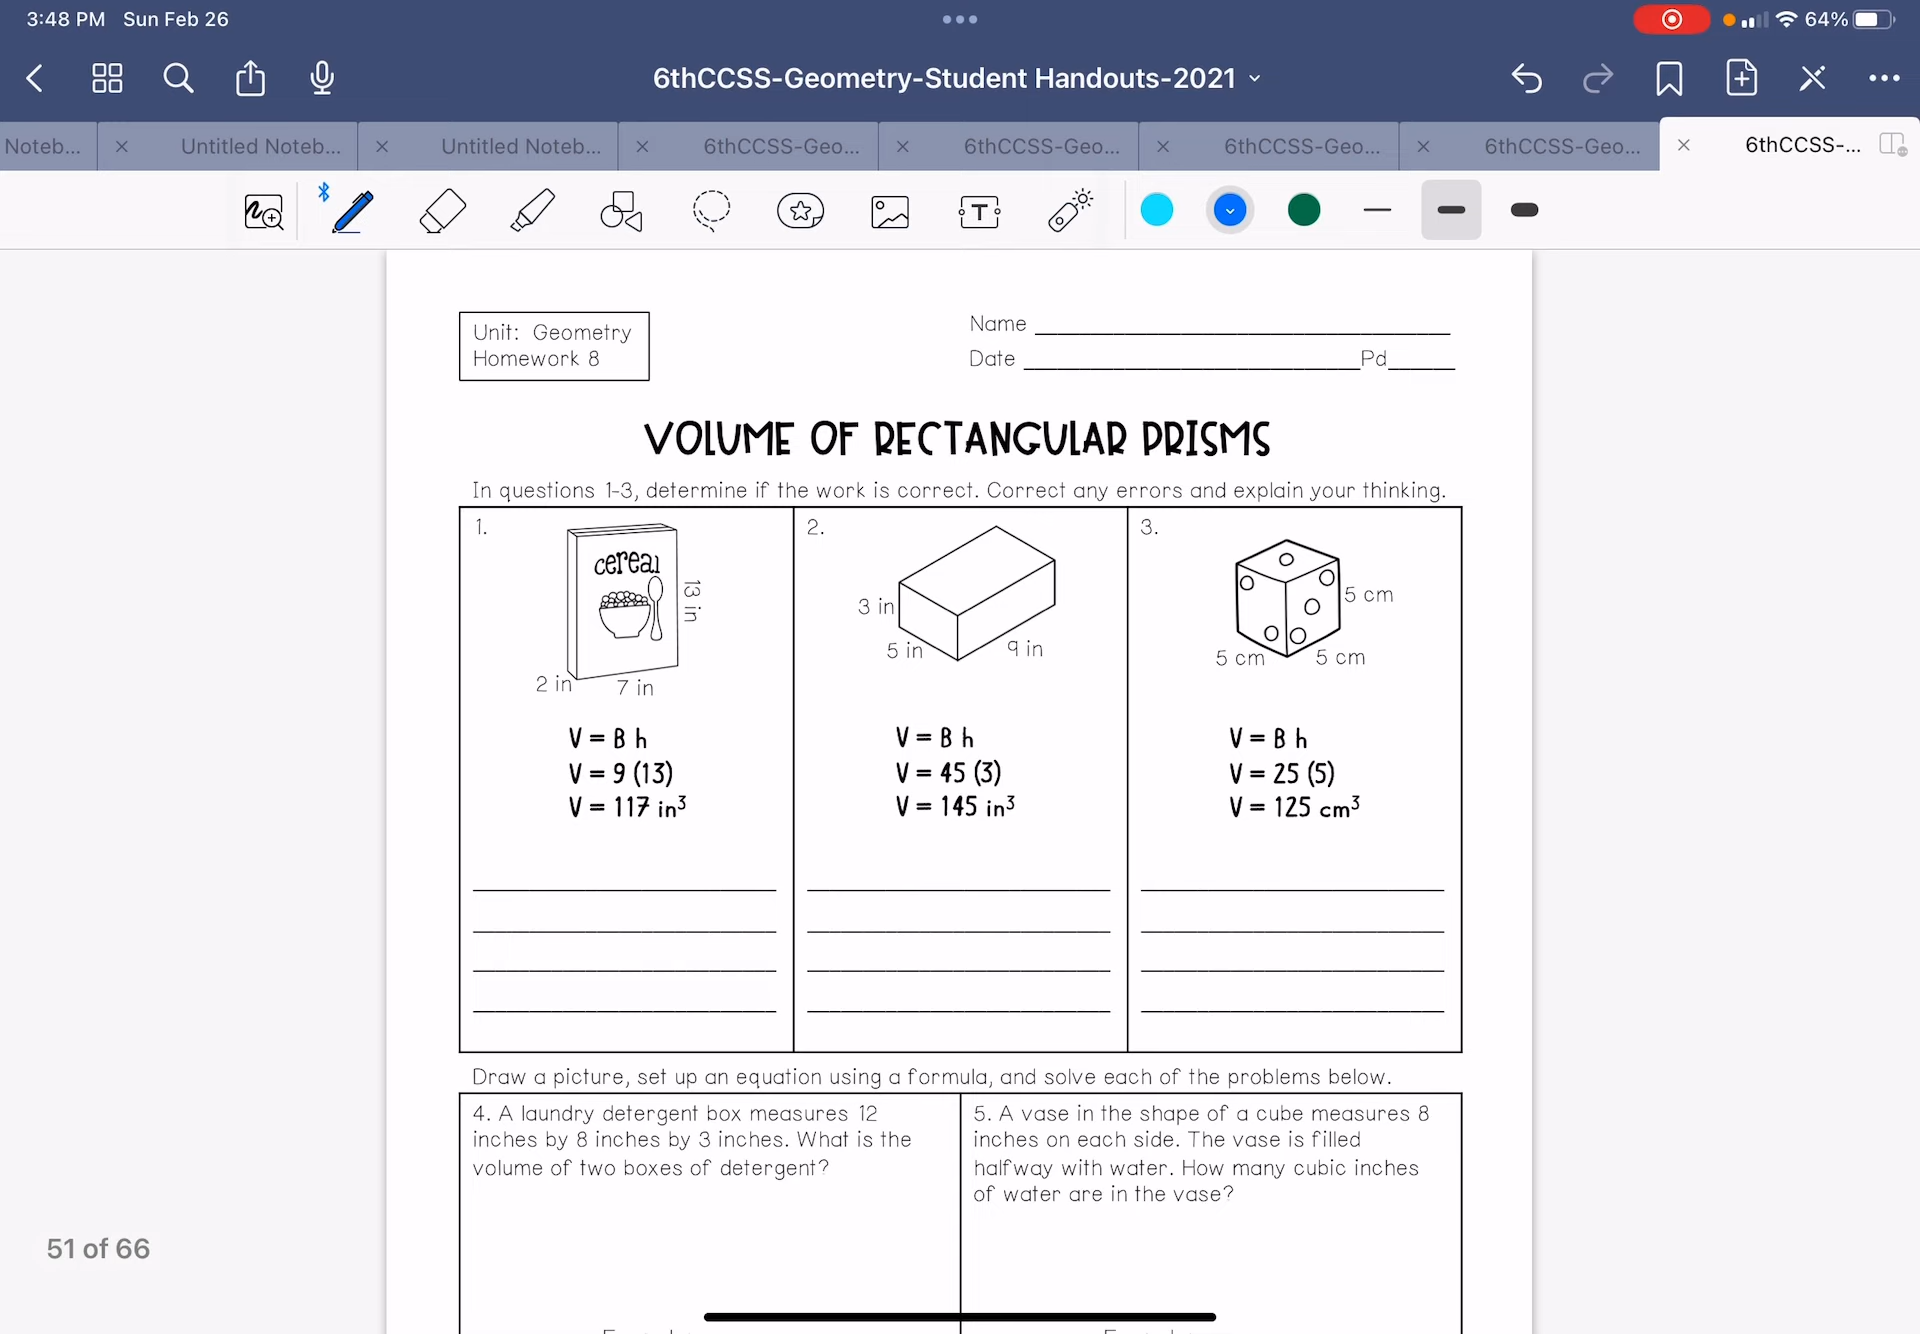 3:48 PM Sun Feb 26
64%
6thCCSS-Geometry-Student Handouts-2021
Noteb...
Untitled Noteb...
Untitled Noteb...
6thCCSS-Geo...
6thCCSS-Geo...
6thCCSS-Geo...
6thCCSS-Geo...
6thCCSS-...
T
Unit: Geometry
Homework 8
Name
Date Pd
VOLUME OF RECTANGULAR PRISMS
In questions 1-3, determine if the work is correct. Correct any errors and explain your thinking.
1.
cereal
13 in
2 in
7 in
V = B h
V = 9 (13)
V = 117 in³
2.
3 in
5 in
9 in
V = B h
V = 45 (3)
V = 145 in³
3.
5 cm
5 cm
5 cm
V = B h
V = 25 (5)
V = 125 cm³
Draw a picture, set up an equation using a formula, and solve each of the problems below.
4. A laundry detergent box measures 12
inches by 8 inches by 3 inches. What is the
volume of two boxes of detergent?
5. A vase in the shape of a cube measures 8
inches on each side. The vase is filled
halfway with water. How many cubic inches
of water are in the vase?
51 of 66